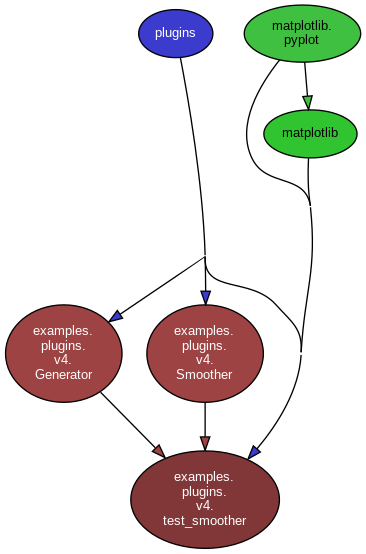 plugins
matplotlib.
pyplot
matplotlib
examples.
plugins.
v4.
Generator
examples.
plugins.
v4.
Smoother
examples.
plugins.
v4.
test_smoother